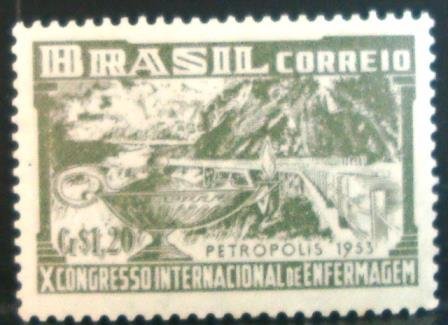 BRASIL CORREIO
Cr$1,20
PETROPOLIS 1953
X CONGRESSO INTERNACIONAL DE ENFERMAGEM